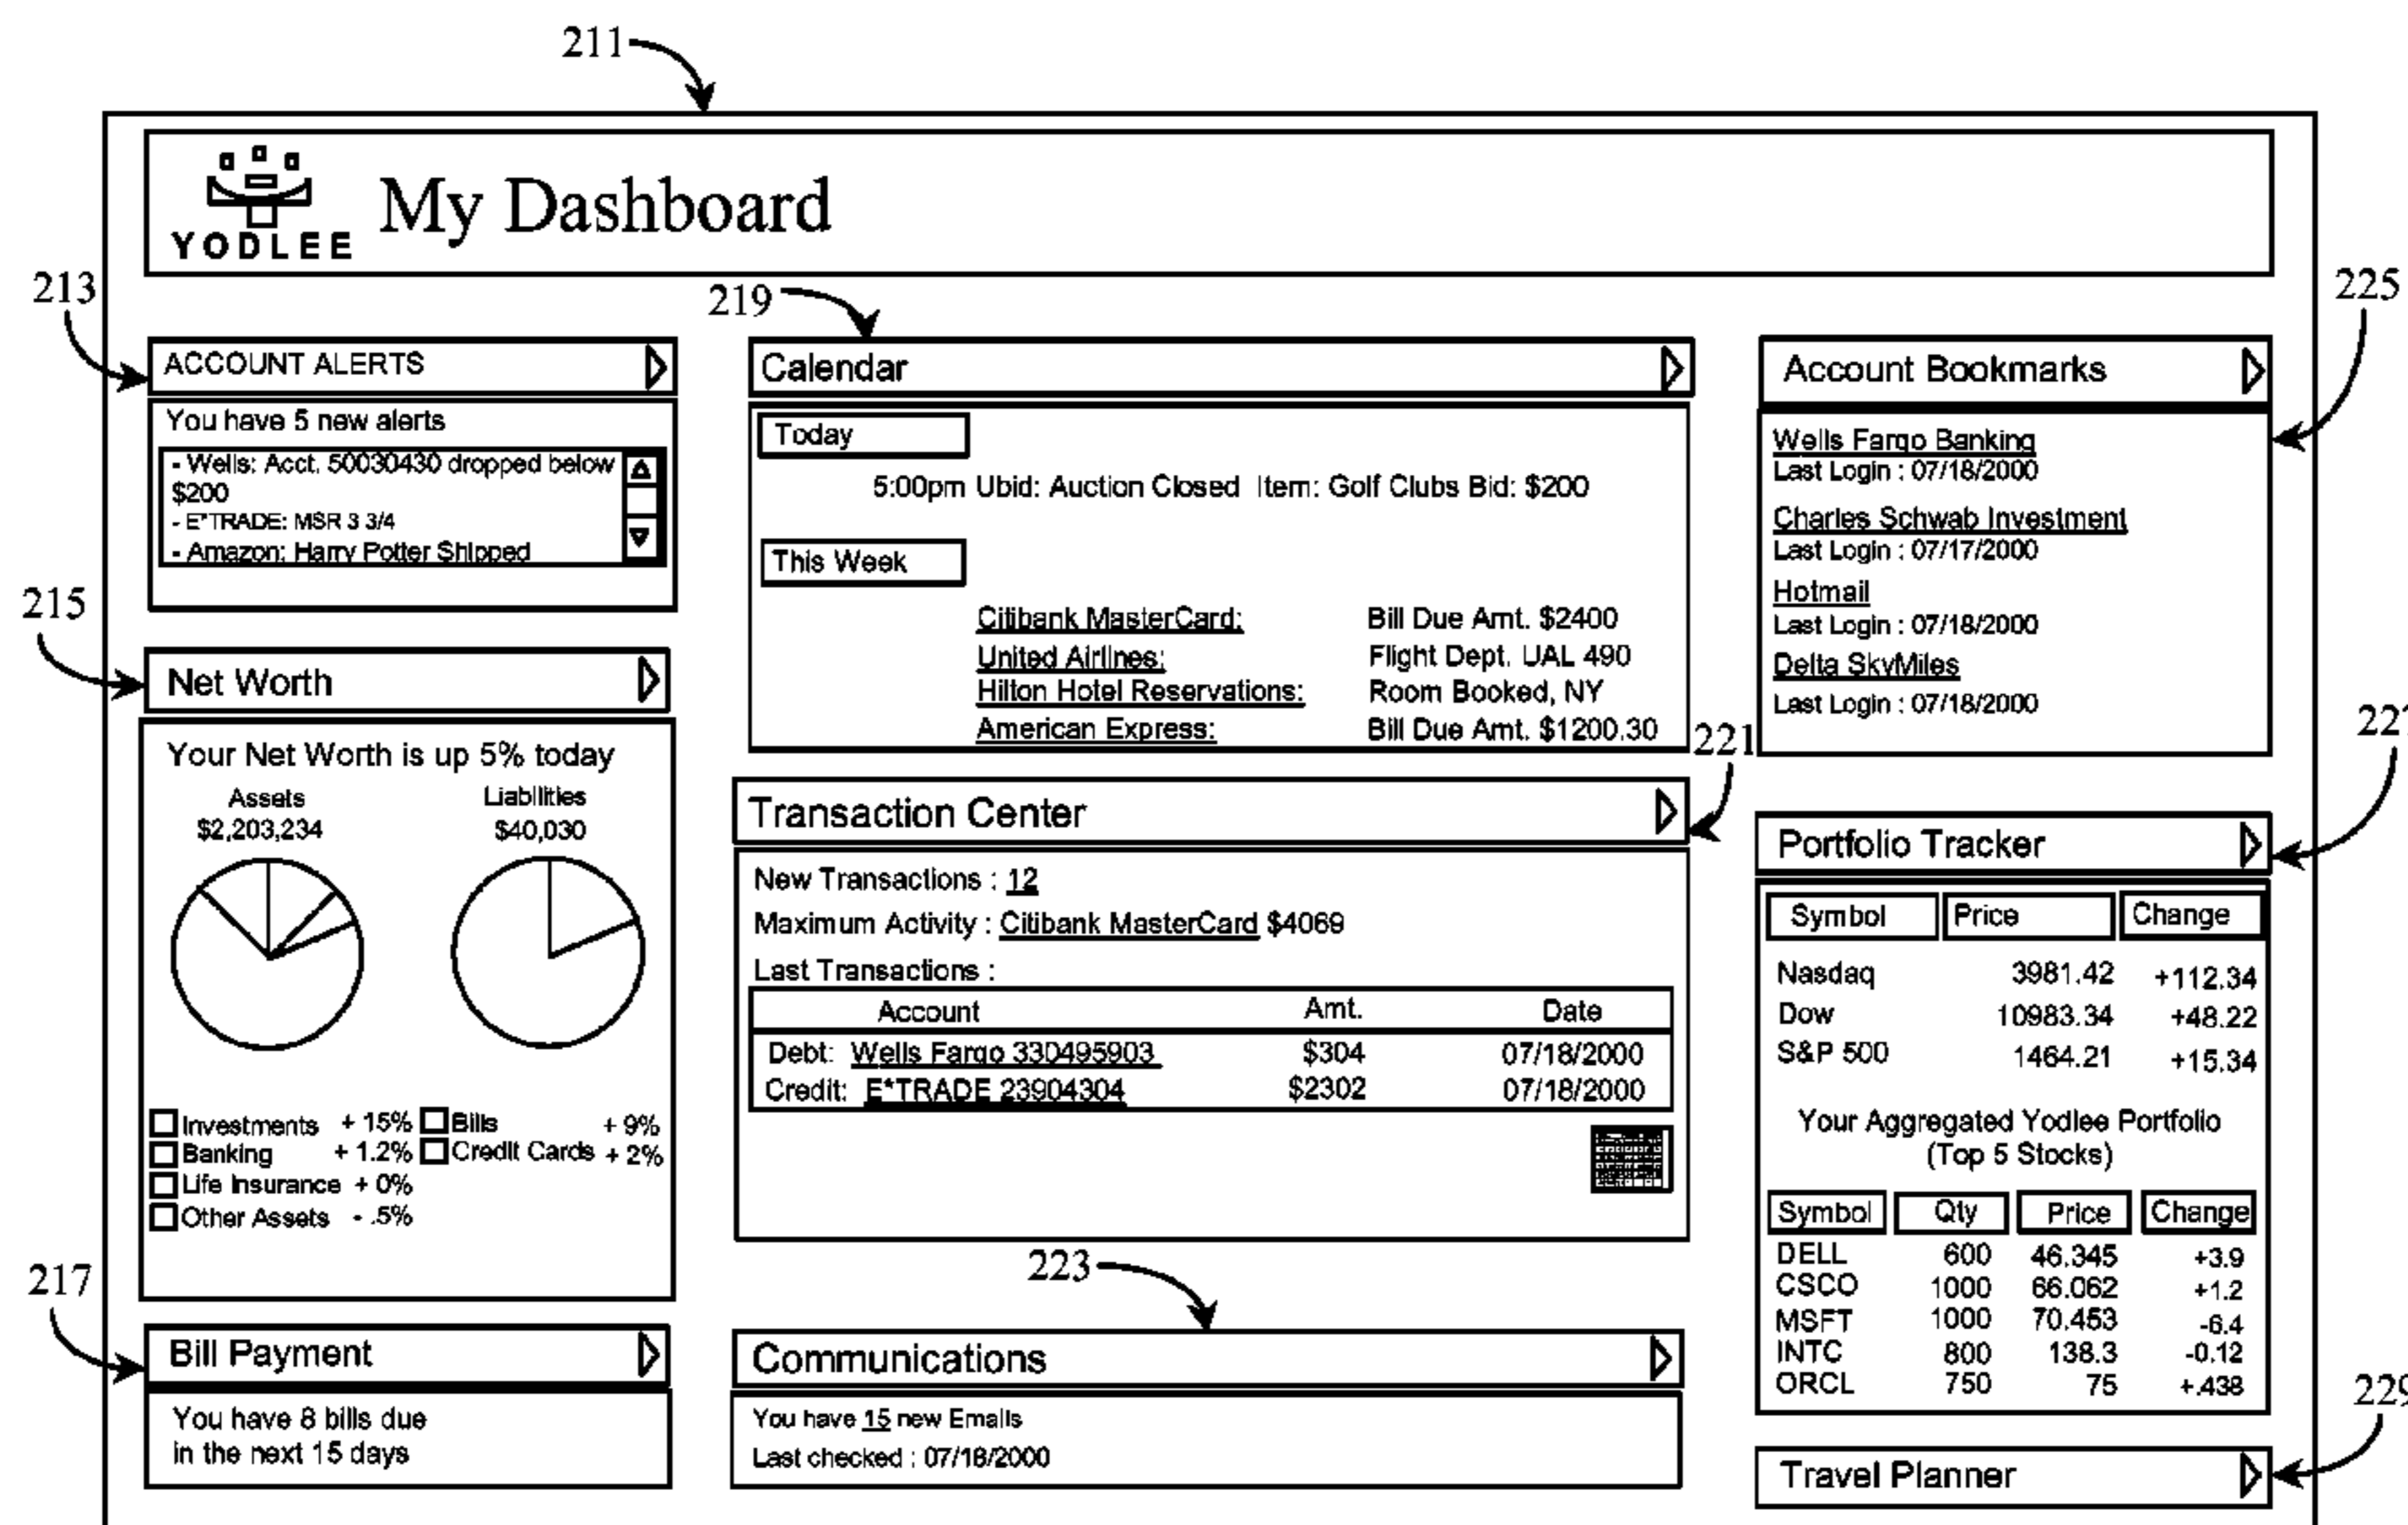 211
YODLEE
My Dashboard
213
ACCOUNT ALERTS
You have 5 new alerts
- Wells: Acct. 50030430 dropped below
$200
- E*TRADE: MSR 3 3/4
- Amazon: Harry Potter Shipped
215
Net Worth
Your Net Worth is up 5% today
Assets
$2,203,234
Liabilities
$40,030
Investments + 15%
Banking + 1.2%
Life Insurance + 0%
Other Assets - .5%
Bills + 9%
Credit Cards + 2%
217
Bill Payment
You have 8 bills due
in the next 15 days
219
Calendar
Today
5:00pm Ubid: Auction Closed Item: Golf Clubs Bid: $200
This Week
Citibank MasterCard: Bill Due Amt. $2400
United Airlines: Flight Dept. UAL 490
Hilton Hotel Reservations: Room Booked, NY
American Express: Bill Due Amt. $1200.30
221
Transaction Center
New Transactions : 12
Maximum Activity : Citibank MasterCard $4069
Last Transactions :
Account Amt. Date
Debt: Wells Fargo 330495903 $304 07/18/2000
Credit: E*TRADE 23904304 $2302 07/18/2000
223
Communications
You have 15 new Emails
Last checked : 07/18/2000
225
Account Bookmarks
Wells Fargo Banking
Last Login : 07/18/2000
Charles Schwab Investment
Last Login : 07/17/2000
Hotmail
Last Login : 07/18/2000
Delta SkyMiles
Last Login : 07/18/2000
Portfolio Tracker
Symbol Price Change
Nasdaq 3981.42 +112.34
Dow 10983.34 +48.22
S&P 500 1464.21 +15.34
Your Aggregated Yodlee Portfolio
(Top 5 Stocks)
Symbol Qty Price Change
DELL 600 46.345 +3.9
CSCO 1000 66.062 +1.2
MSFT 1000 70.453 -6.4
INTC 800 138.3 -0.12
ORCL 750 75 +.438
229
Travel Planner